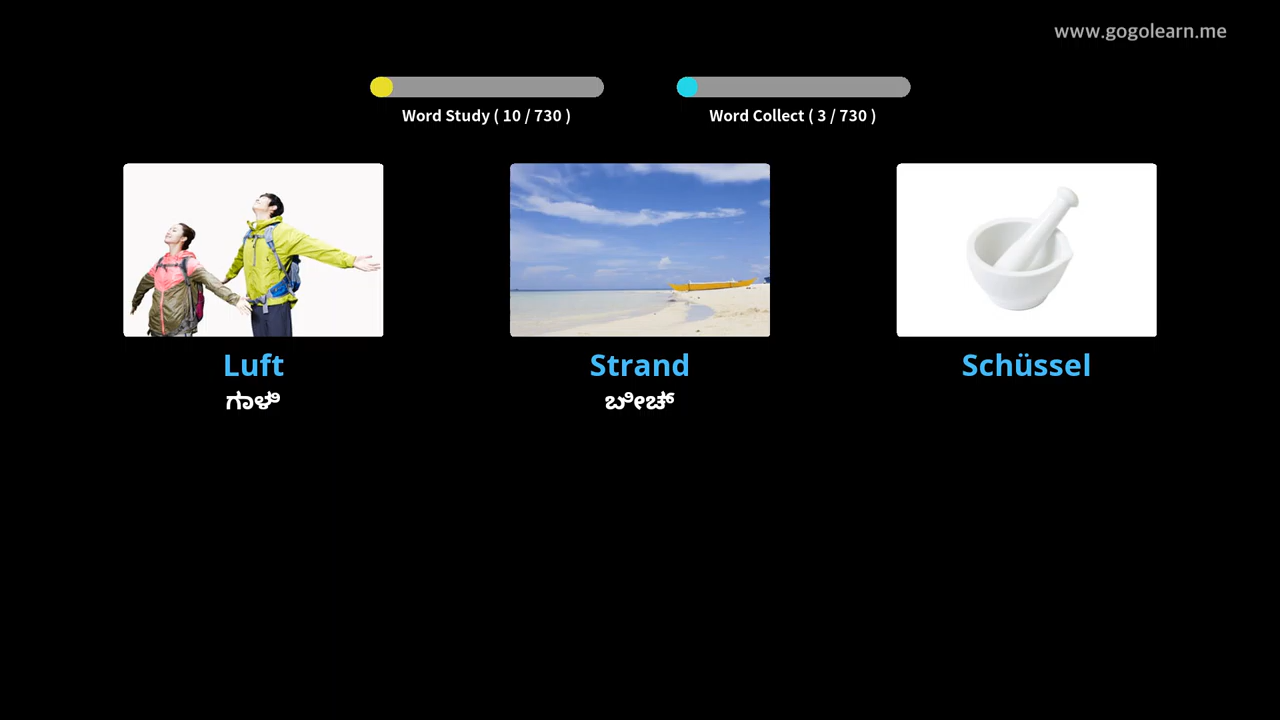 www.gogolearn.me
Word Study ( 10 / 730 )
Word Collect ( 3 / 730 )
Luft
Strand
Schüssel
ಗಾಳಿ
ಬೀಚ್